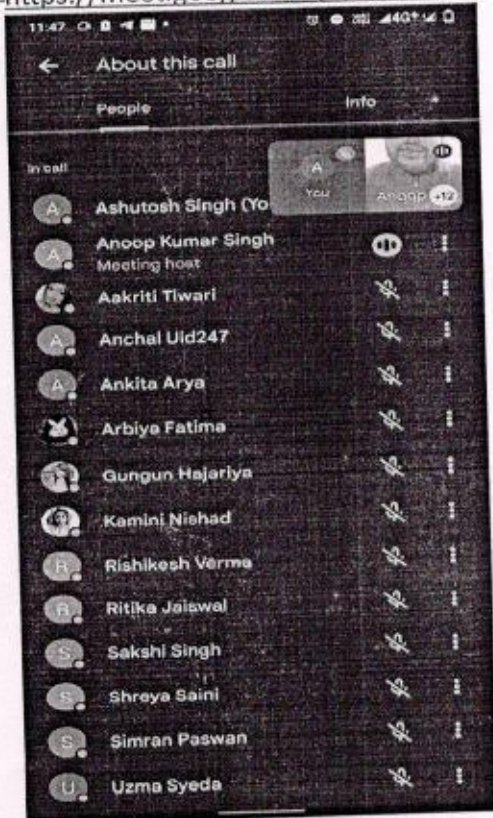 11:47
4G+
About this call
People
Info
In call
A
You
Anoop +12
A Ashutosh Singh (Yo
A Anoop Kumar Singh
Meeting host
Aakriti Tiwari
A Anchal Uid247
A Ankita Arya
Arbiya Fatima
Gungun Hajariya
Kamini Nishad
R Rishikesh Verma
R Ritika Jaiswal
S Sakshi Singh
S Shreya Saini
S Simran Paswan
U Uzma Syeda